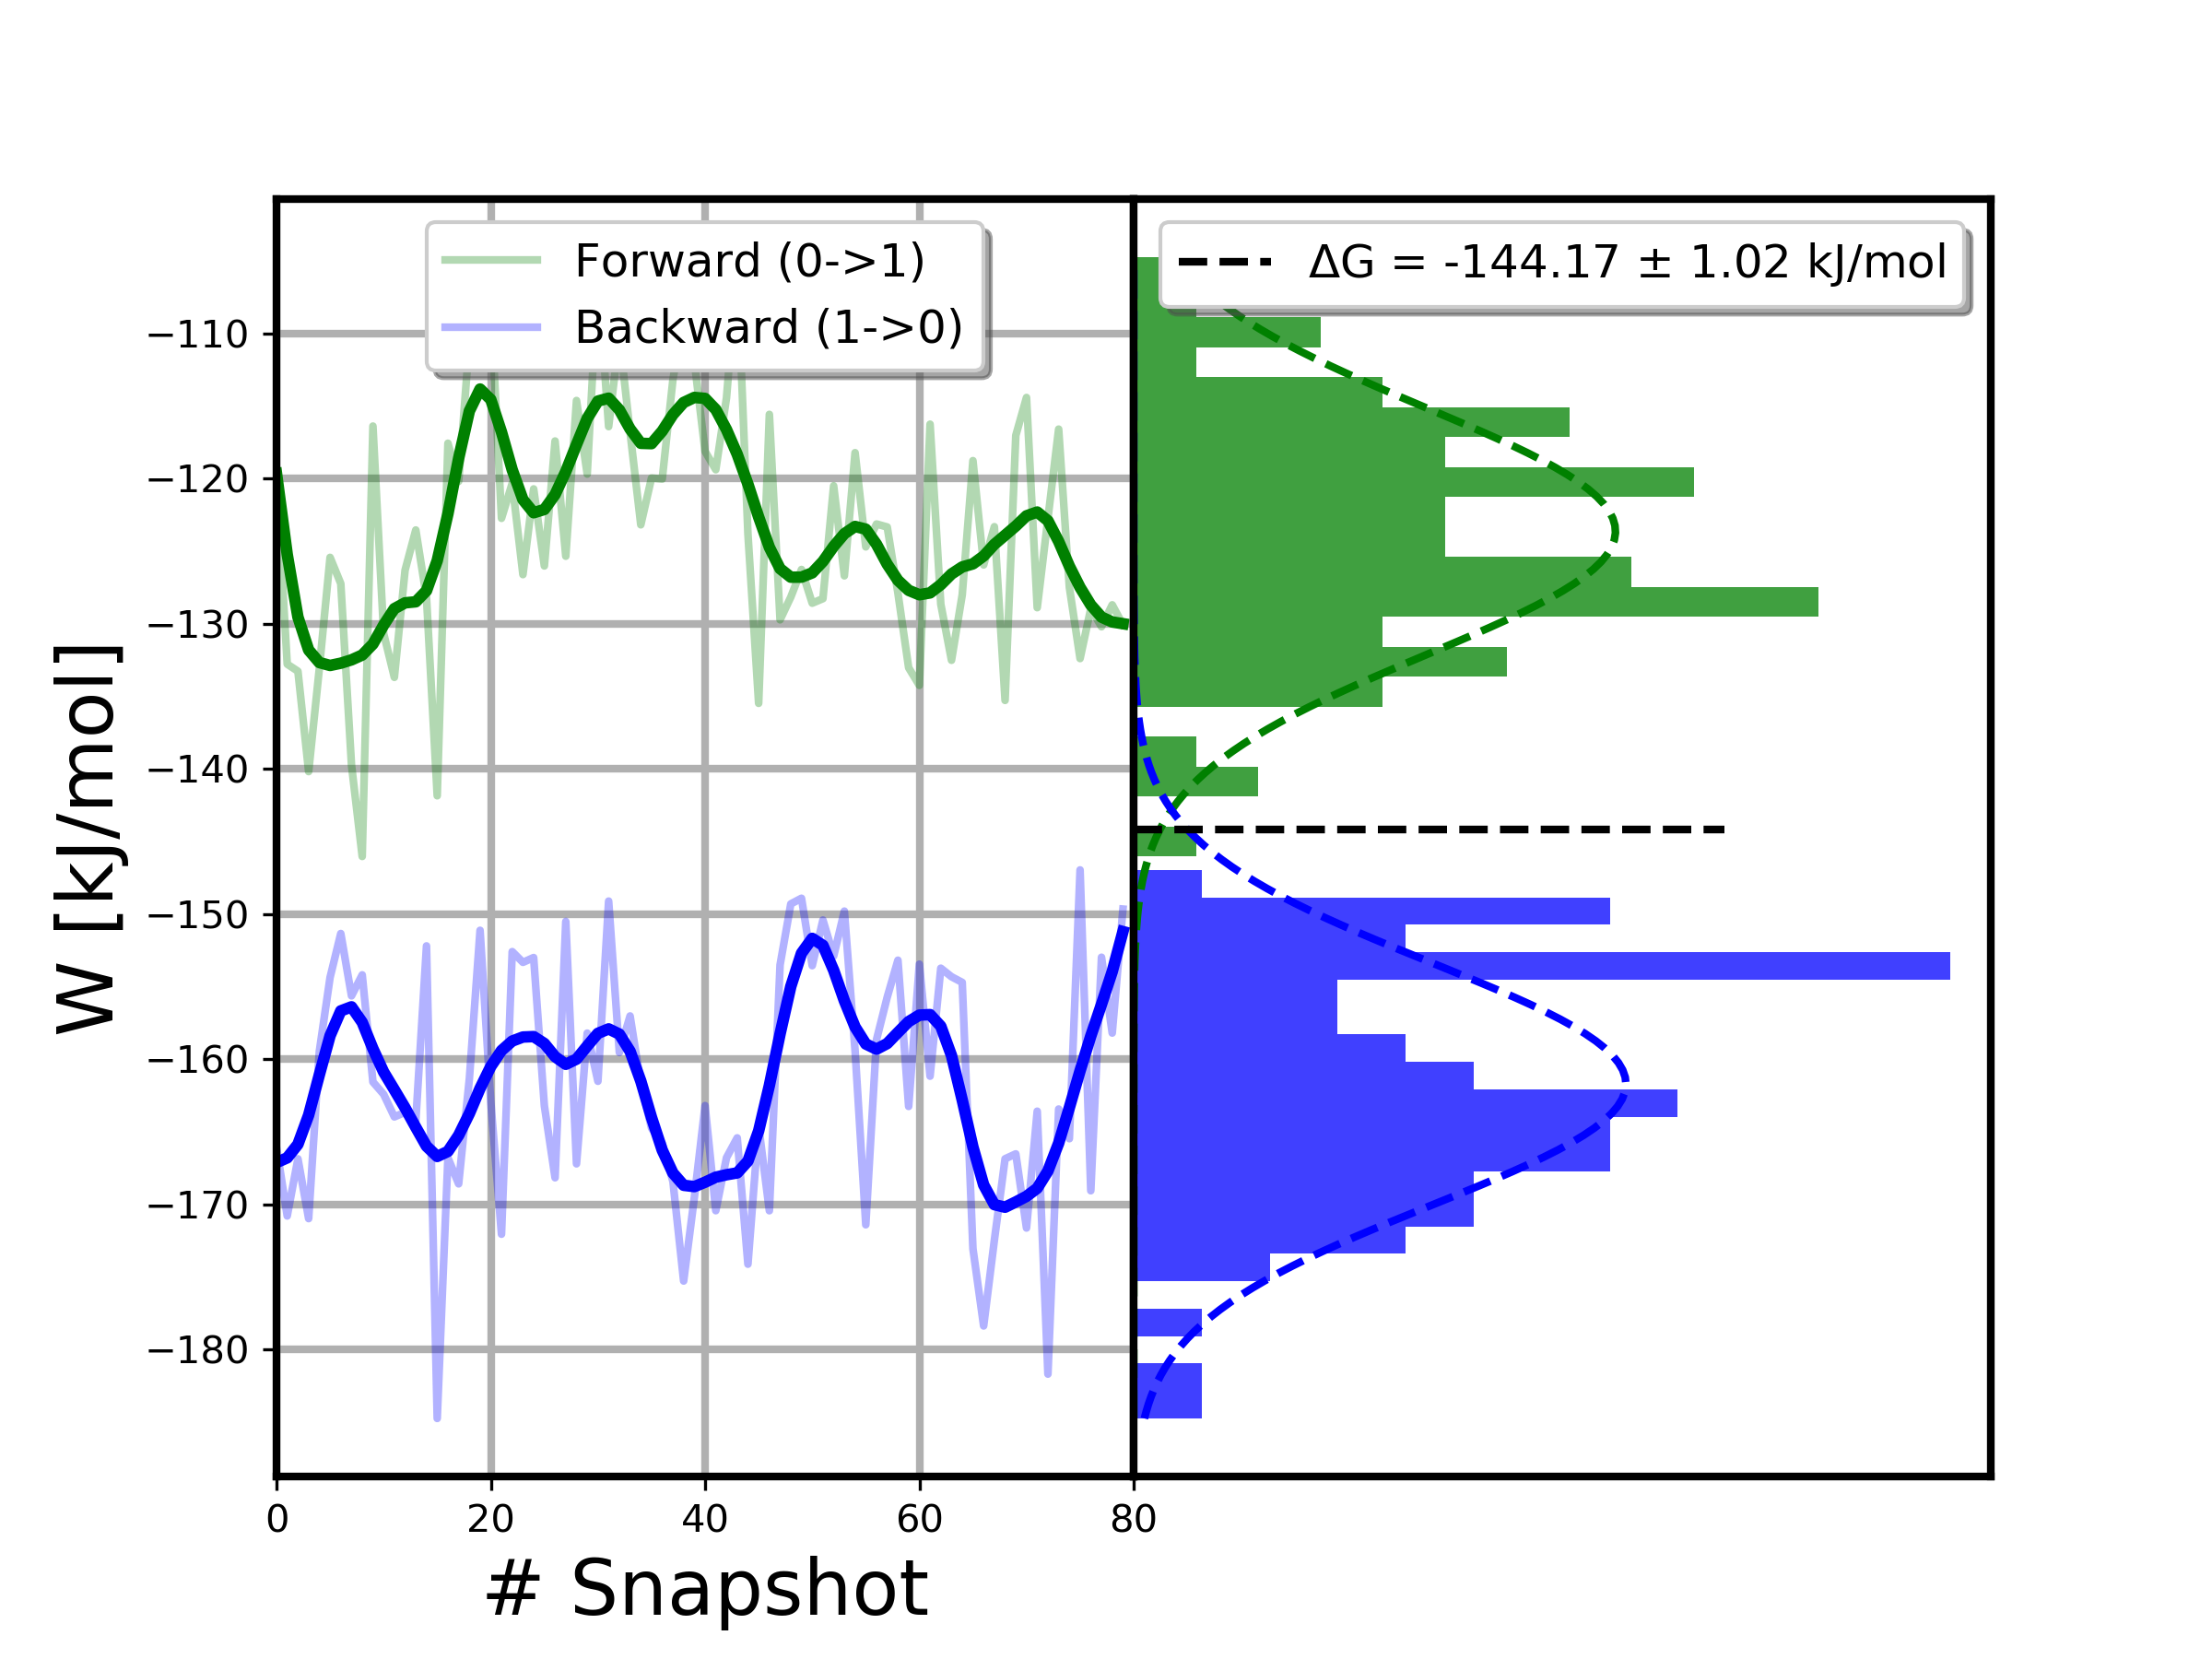 Forward (0->1)
Backward (1->0)
ΔG = -144.17 ± 1.02 kJ/mol
W [kJ/mol]
−110
−120
−130
−140
−150
−160
−170
−180
0 20 40 60 80
# Snapshot